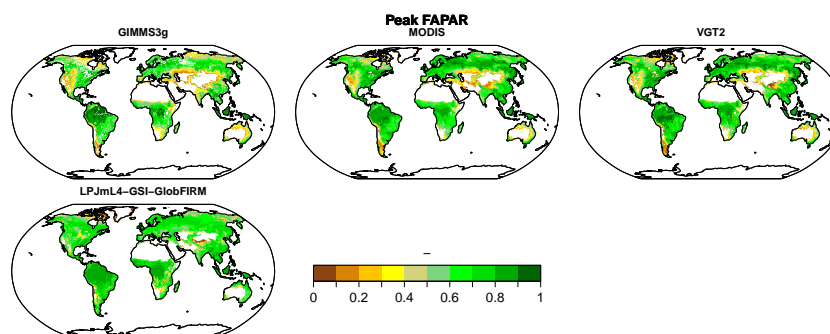 Peak FAPAR
GIMMS3g
MODIS
VGT2
LPJmL4−GSI−GlobFIRM
−
0 0.2 0.4 0.6 0.8 1